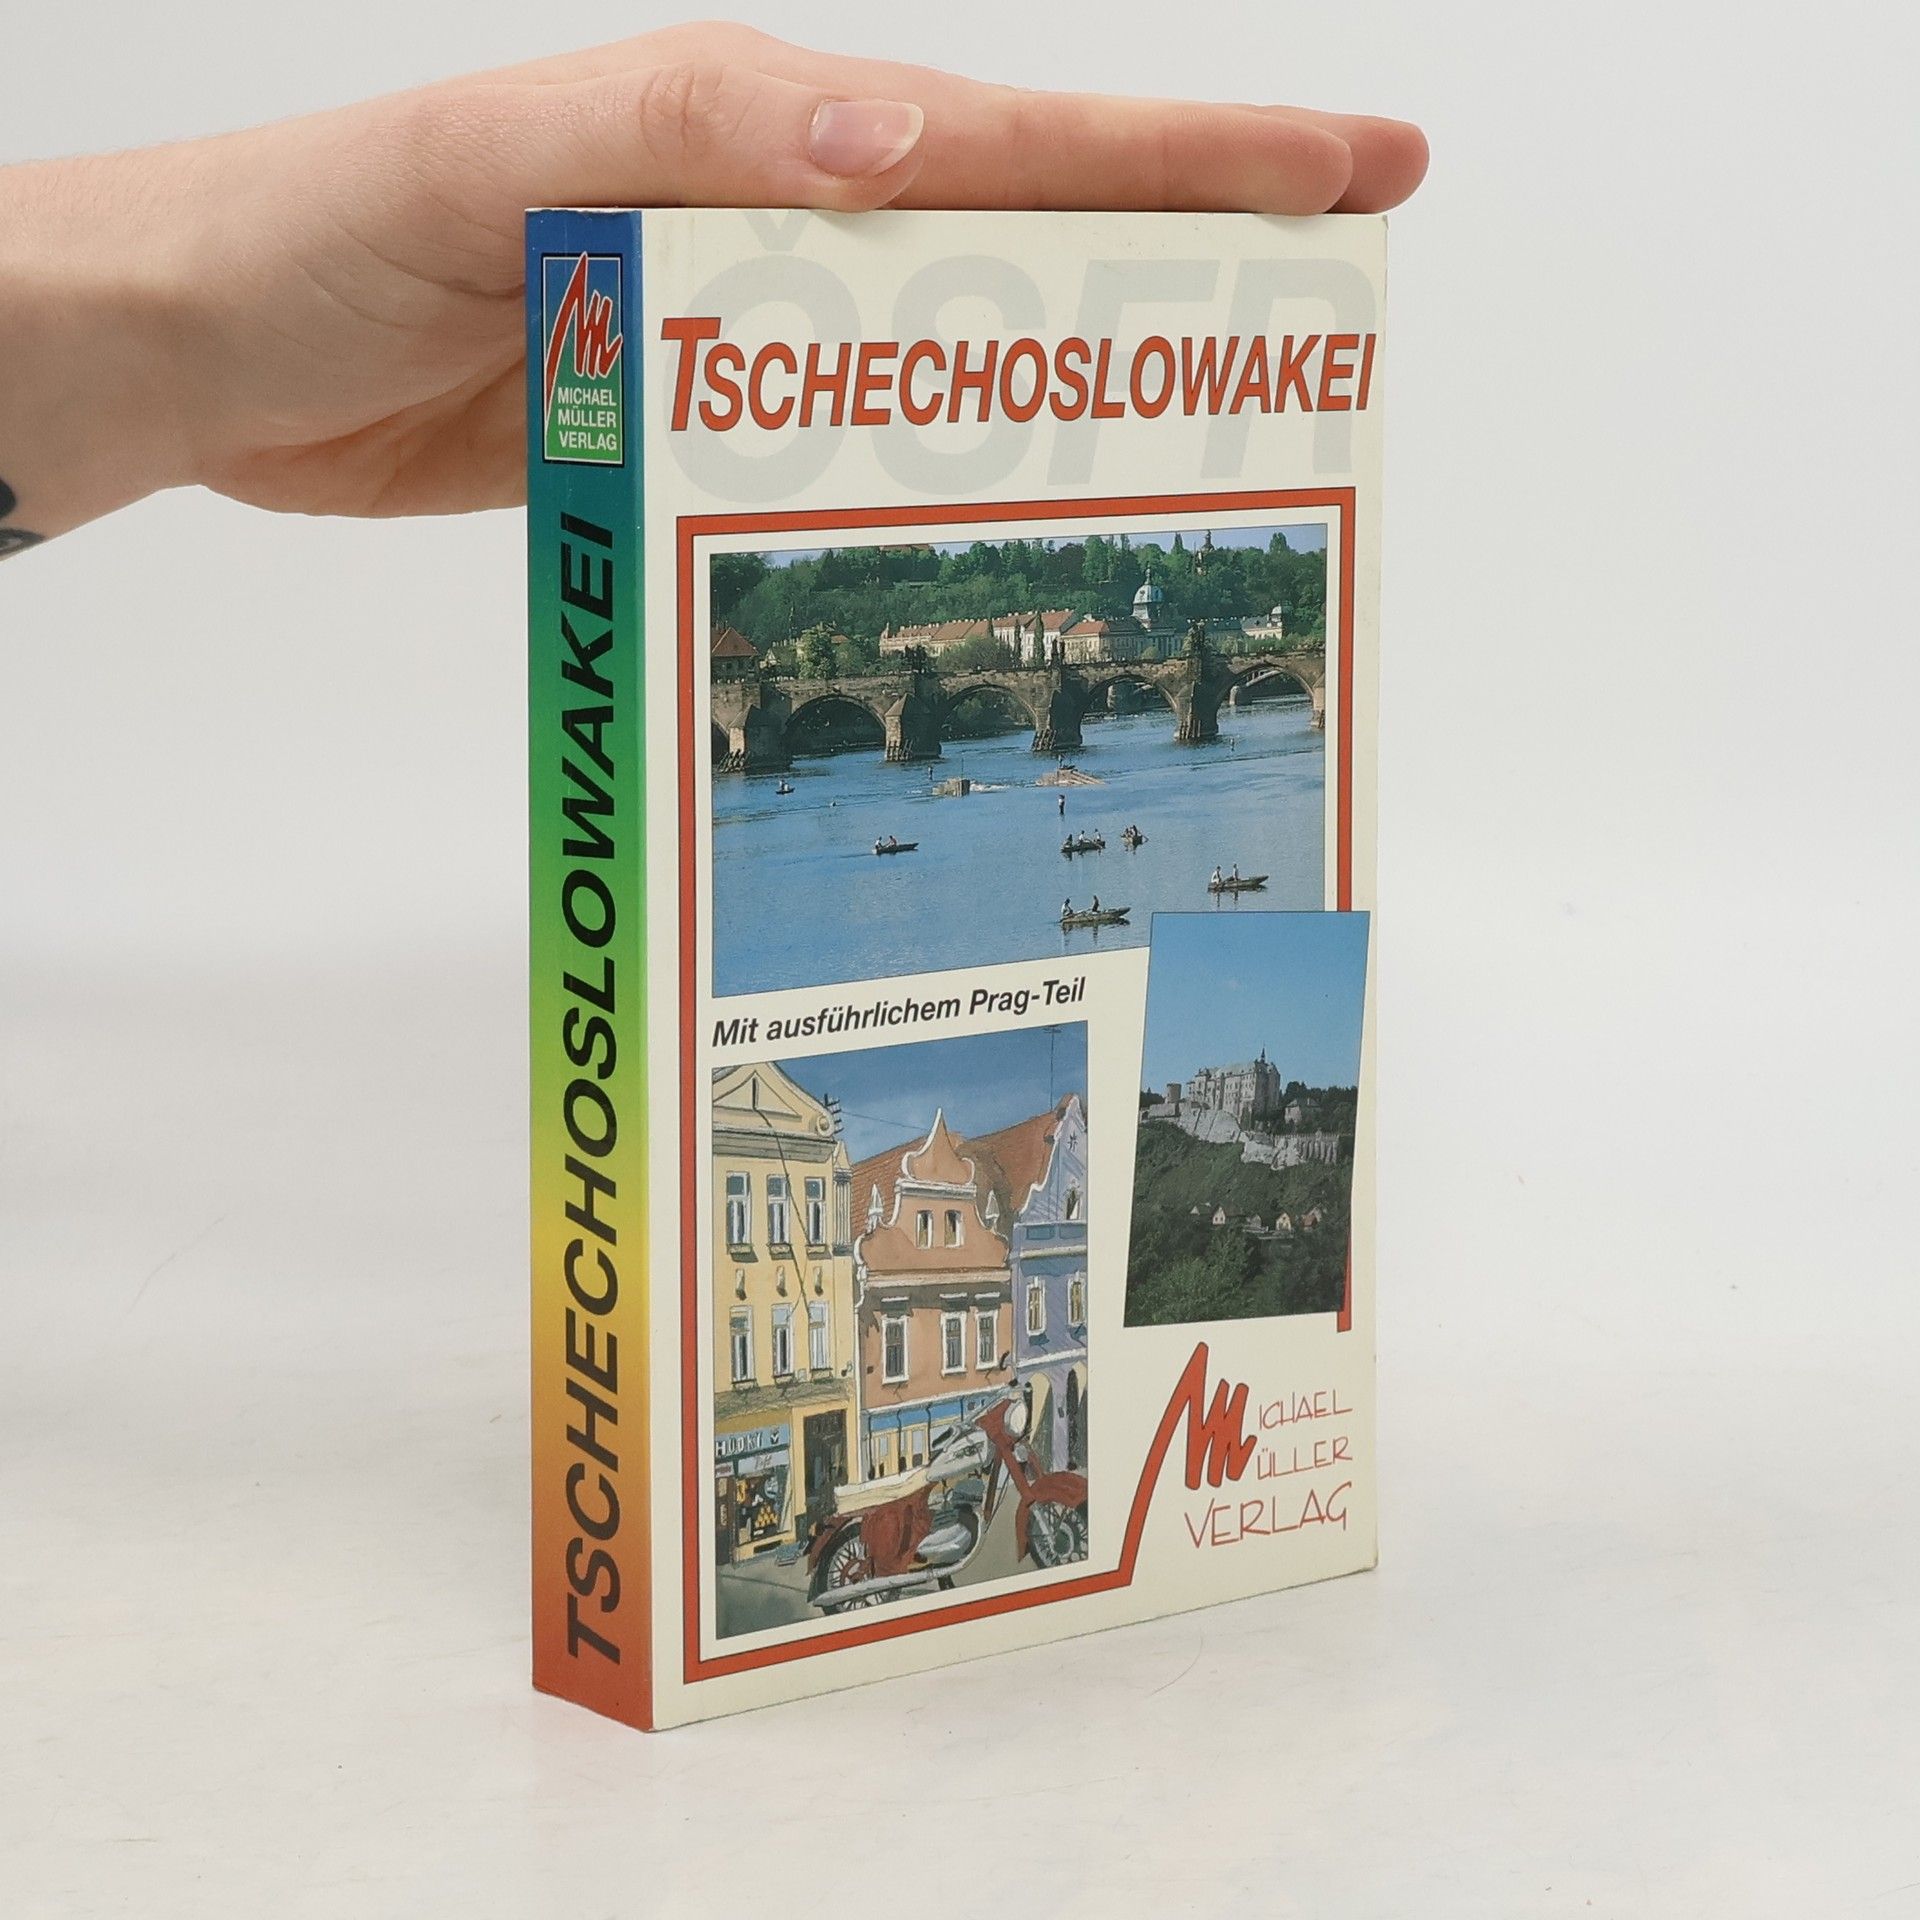 MICHAEL
MÜLLER
VERLAG
TSCHECHOSLOWAKEI
ČSFR
TSCHECHOSLOWAKEI
Mit ausführlichem Prag-Teil
MICHAEL
MÜLLER
VERLAG